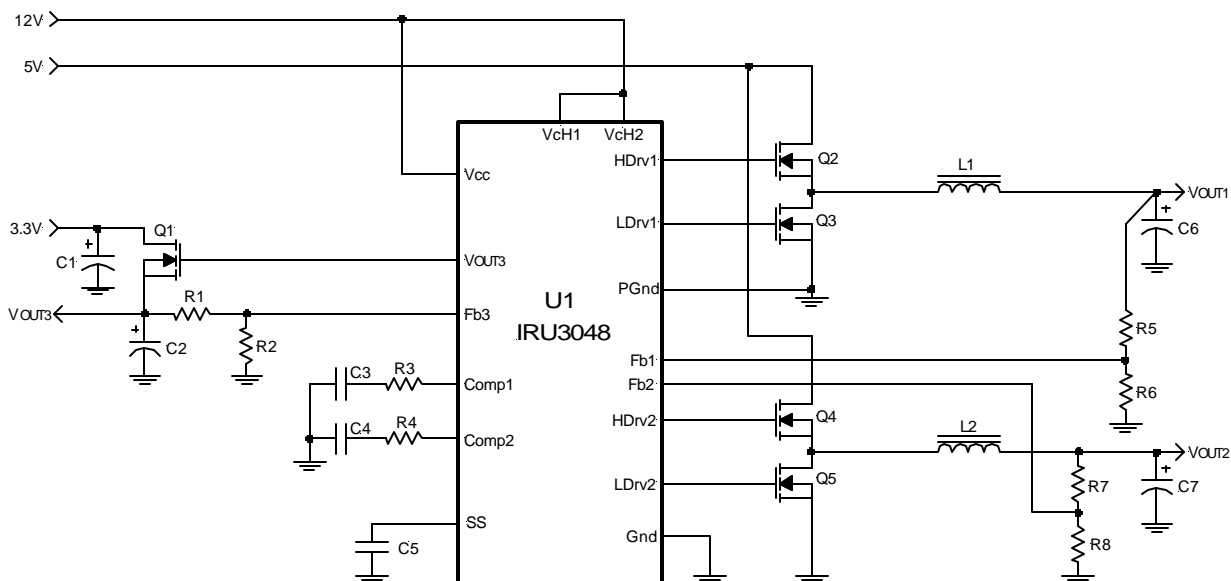 12V
5V
VcH1
VcH2
HDrv1
Q2
L1
Vcc
VOUT1
C6
3.3V
Q1
LDrv1
Q3
C1
VOUT3
PGnd
R1
U1
VOUT3
Fb3
IRU3048
R5
C2
R2
Fb1
C3
R3
Comp1
Fb2
R6
C4
R4
Comp2
HDrv2
Q4
L2
VOUT2
LDrv2
Q5
R7
C7
SS
C5
Gnd
R8